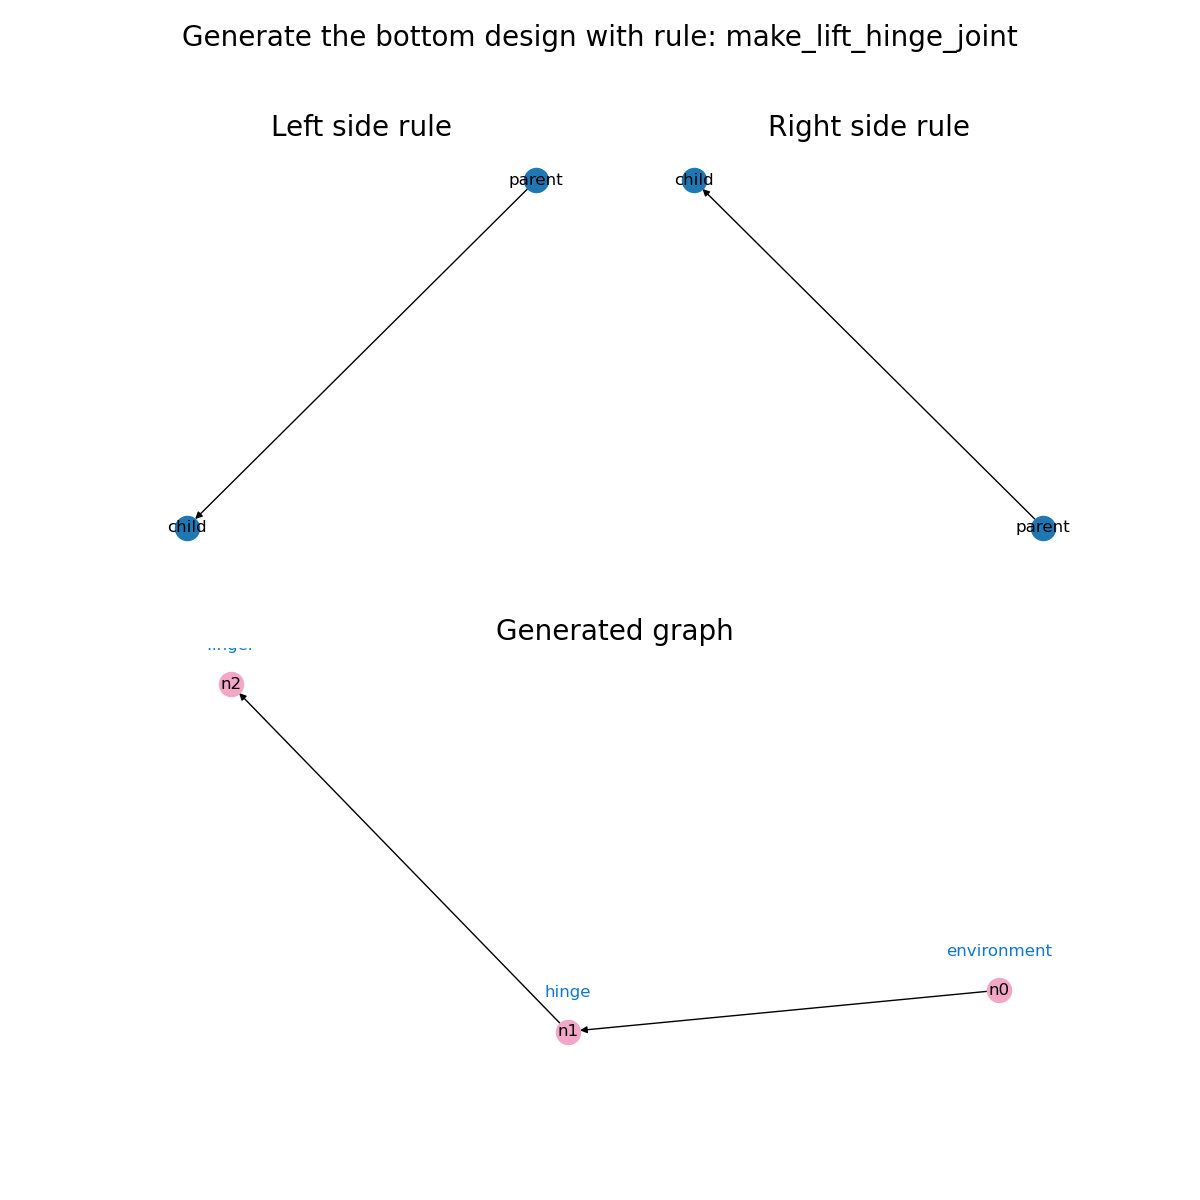 Generate the bottom design with rule: make_lift_hinge_joint
Left side rule
Right side rule
parent
child
child
parent
Generated graph
n2
environment
n0
hinge
n1